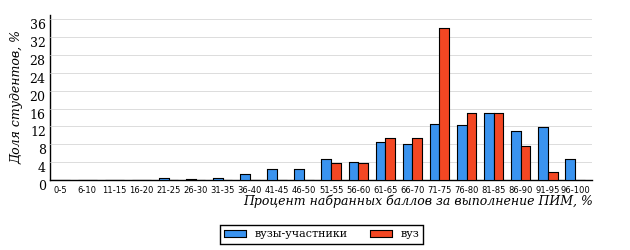 Доля студентов, %
36
32
28
24
20
16
12
8
4
0
0-5 6-10 11-15 16-20 21-25 26-30 31-35 36-40 41-45 46-50 51-55 56-60 61-65 66-70 71-75 76-80 81-85 86-90 91-95 96-100
Процент набранных баллов за выполнение ПИМ, %
вузы-участники вуз